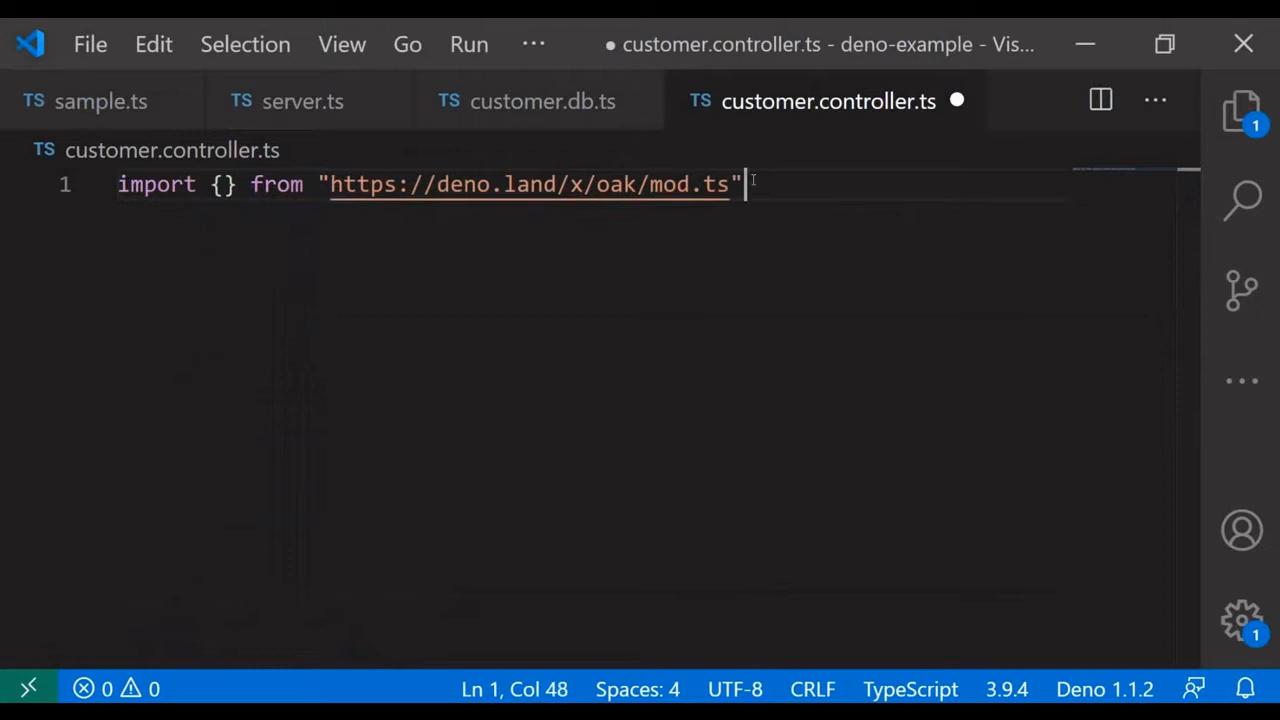 File Edit Selection View Go Run ··· ● customer.controller.ts - deno-example - Vis...
TS sample.ts TS server.ts TS customer.db.ts TS customer.controller.ts ● ···
TS customer.controller.ts
1 import {} from "https://deno.land/x/oak/mod.ts"
1
···
1
0 0 Ln 1, Col 48 Spaces: 4 UTF-8 CRLF TypeScript 3.9.4 Deno 1.1.2